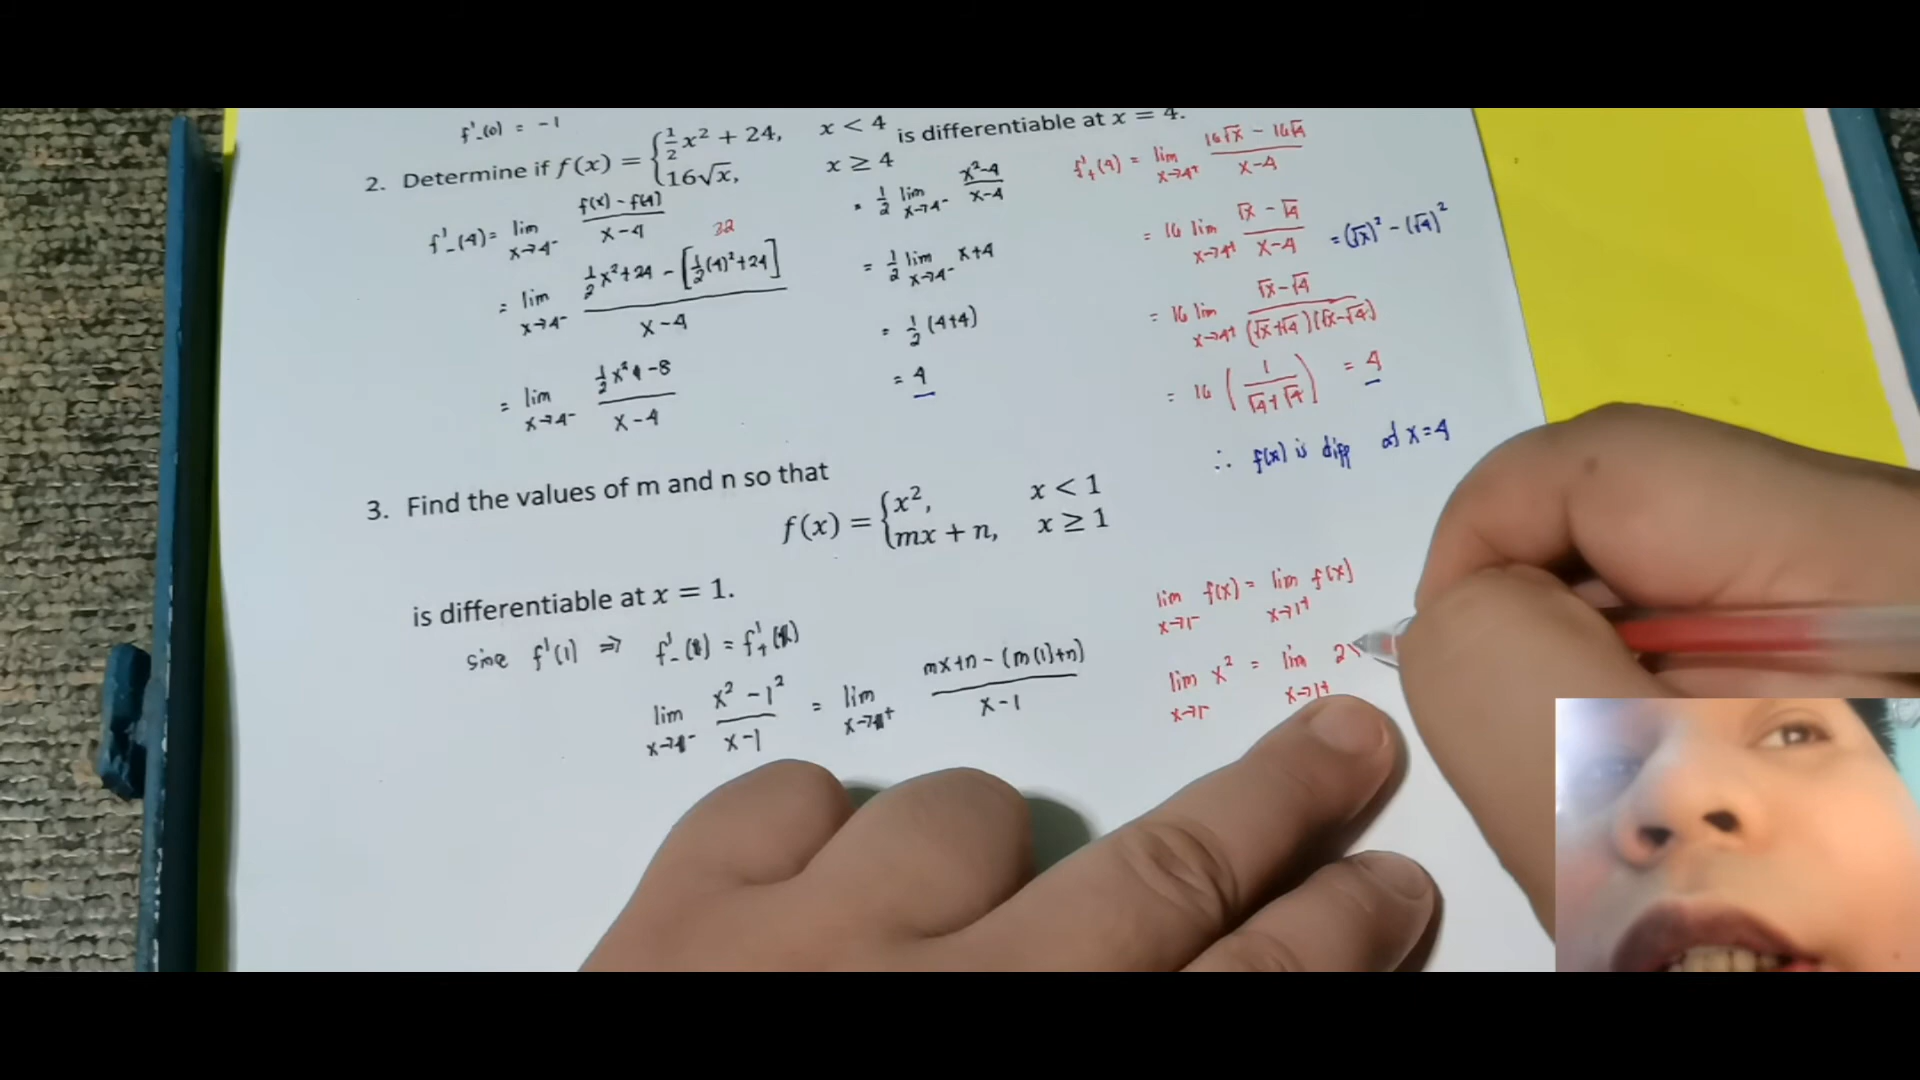 f'₋(0) = -1
2. Determine if f(x) = { ½x² + 24, x < 4
16√x, x ≥ 4 is differentiable at x = 4.
f'₋(4) = lim x→4⁻ (f(x) - f(4))/(x-4)
32
= lim x→4⁻ (½x²+24 - [½(4)²+24])/(x-4)
= lim x→4⁻ (½x² -8)/(x-4)
= ½ lim x→4⁻ (x²-4)/(x-4)
= ½ lim x→4⁻ x+4
= ½ (4+4)
= 4
f'₊(4) = lim x→4⁺ (16√x - 16√4)/(x-4)
= 16 lim x→4⁺ (√x - √4)/(x-4) = (√x)² - (√4)²
= 16 lim x→4⁺ (√x-√4)/((√x+√4)(√x-√4))
= 16 (1/(√4+√4)) = 4
∴ f(x) is diff at x=4
3. Find the values of m and n so that
f(x) = { x², x < 1
mx + n, x ≥ 1
is differentiable at x = 1.
sine f'(1) ⇒ f'₋(1) = f'₊(1)
lim x→1⁻ (x² - 1²)/(x-1) = lim x→1⁺ (mx+n - (m(1)+n))/(x-1)
lim x→1⁻ f(x) = lim x→1⁺ f(x)
lim x→1⁻ x² = lim x→1⁺ 2